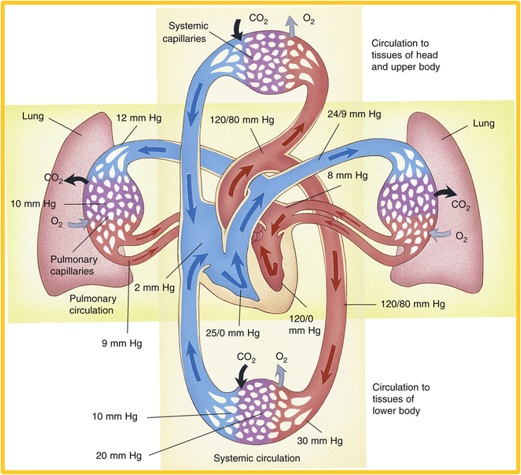 CO2
O2
Systemic
capillaries
Circulation to
tissues of head
and upper body
Lung
12 mm Hg
120/80 mm Hg
24/9 mm Hg
Lung
CO2
8 mm Hg
10 mm Hg
CO2
O2
O2
Pulmonary
capillaries
Pulmonary
circulation
2 mm Hg
120/80 mm Hg
9 mm Hg
25/0 mm Hg
120/0
mm Hg
CO2
O2
Circulation to
tissues of
lower body
10 mm Hg
20 mm Hg
30 mm Hg
Systemic circulation